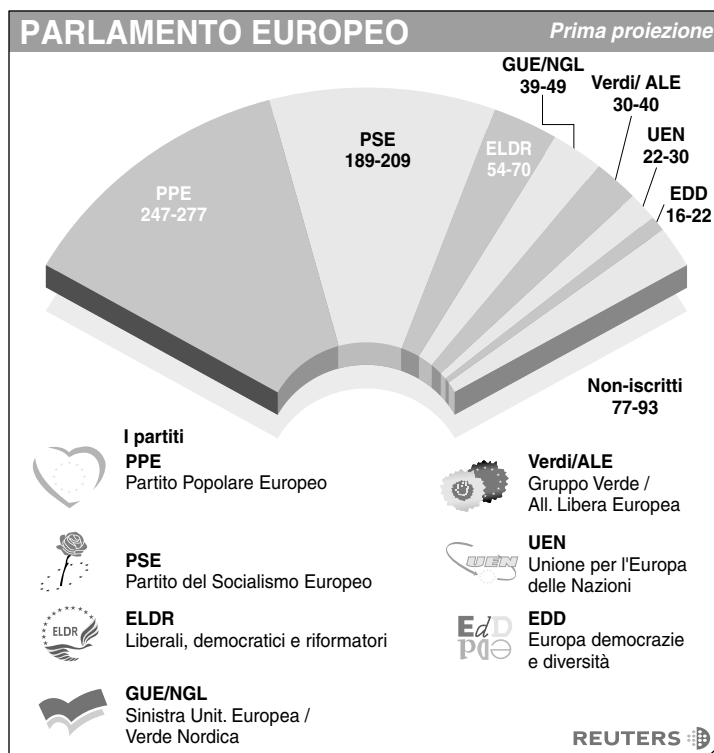 PARLAMENTO EUROPEO
Prima proiezione
PPE
247-277
PSE
189-209
ELDR
54-70
GUE/NGL
39-49
Verdi/ ALE
30-40
UEN
22-30
EDD
16-22
Non-iscritti
77-93
I partiti
PPE
Partito Popolare Europeo
PSE
Partito del Socialismo Europeo
ELDR
ELDR
Liberali, democratici e riformatori
GUE/NGL
Sinistra Unit. Europea /
Verde Nordica
Verdi/ALE
Gruppo Verde /
All. Libera Europea
UEN
UEN
Unione per l'Europa
delle Nazioni
EdD
EDD
Europa democrazie
e diversità
REUTERS